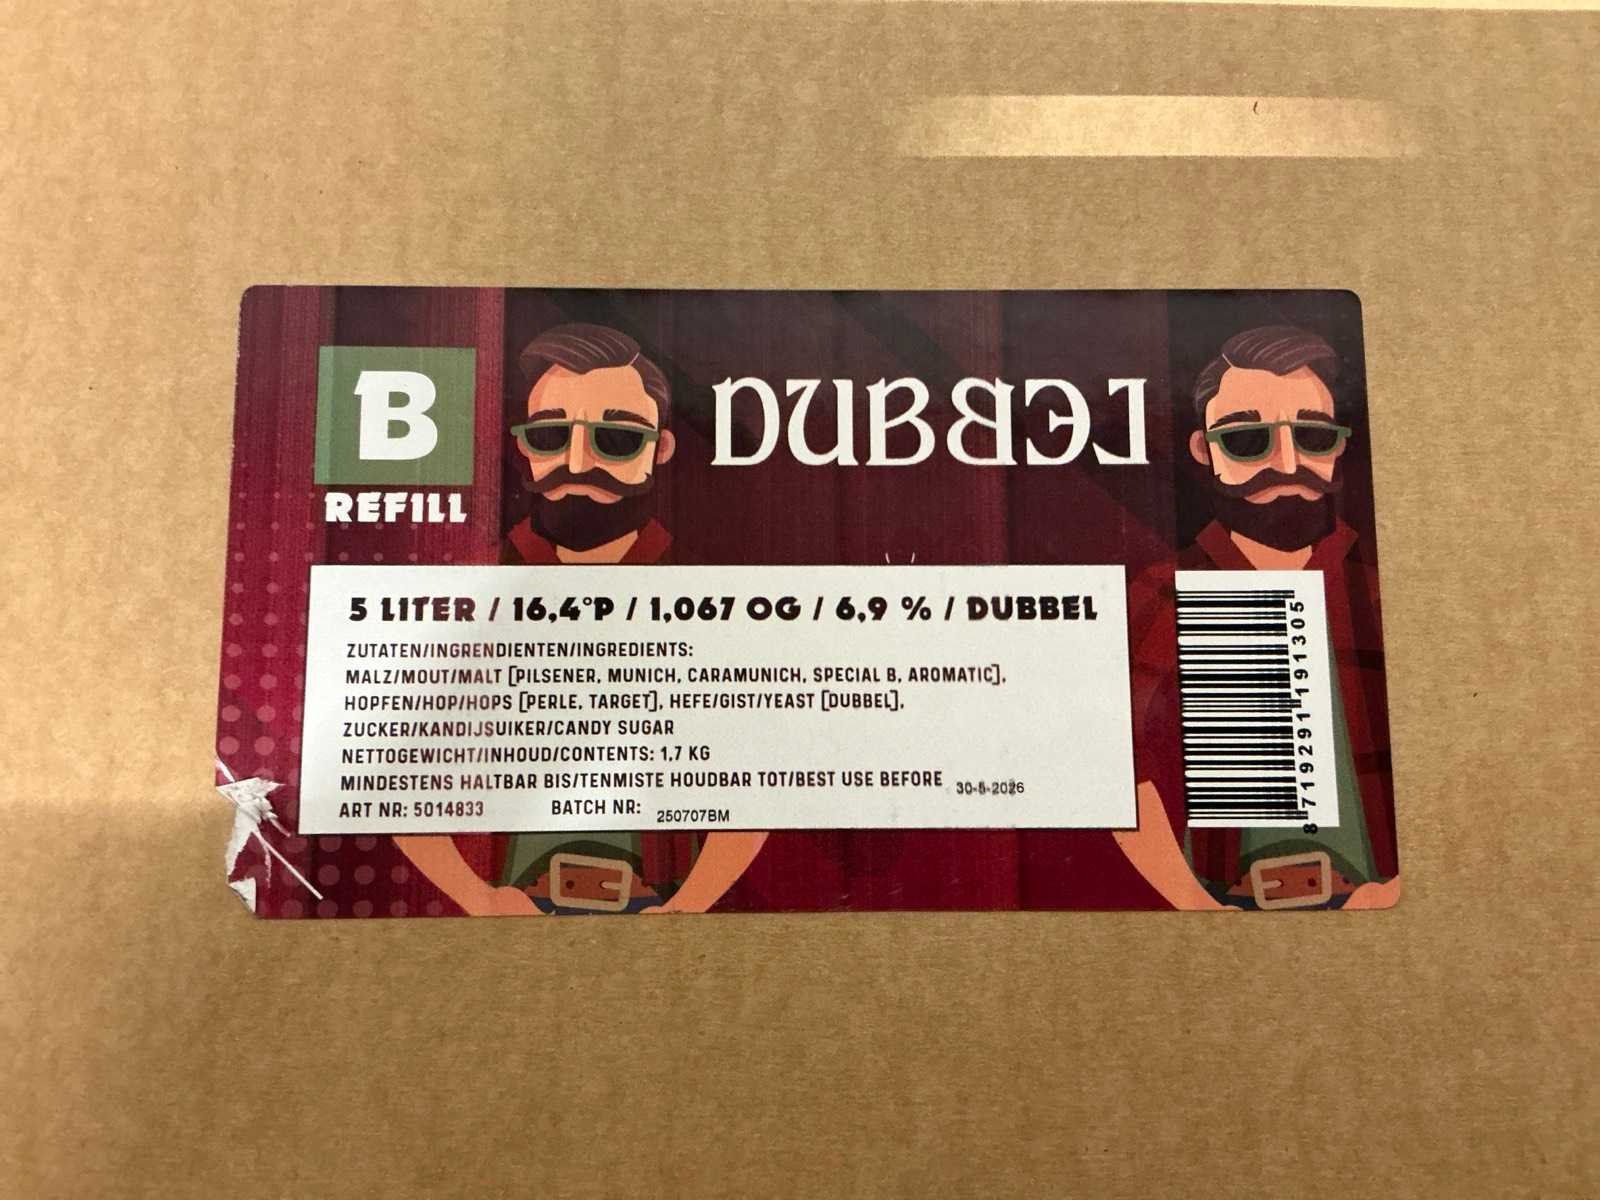 B
REFILL
DUBBEL
5 LITER / 16,4°P / 1,067 OG / 6,9 % / DUBBEL
ZUTATEN/INGRENDIENTEN/INGREDIENTS:
MALZ/MOUT/MALT [PILSENER, MUNICH, CARAMUNICH, SPECIAL B, AROMATIC],
HOPFEN/HOP/HOPS [PERLE, TARGET], HEFE/GIST/YEAST [DUBBEL],
ZUCKER/KANDIJSUIKER/CANDY SUGAR
NETTOGEWICHT/INHOUD/CONTENTS: 1,7 KG
MINDESTENS HALTBAR BIS/TENMISTE HOUDBAR TOT/BEST USE BEFORE 30-5-2026
ART NR: 5014833 BATCH NR: 250707BM
8719291191305